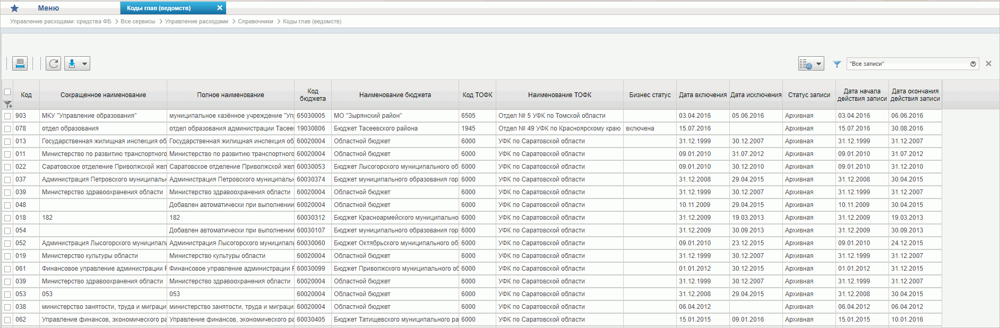 Меню
Коды глав (ведомств)
Управление расходами: средства ФБ > Все сервисы > Управление расходами > Справочники > Коды глав (ведомств)
"Все записи"
Код Сокращенное наименование Полное наименование Код бюджета Наименование бюджета Код ТОФК Наименование ТОФК Бизнес статус Дата включения Дата исключения Статус записи Дата начала действия записи Дата окончания действия записи
903 МКУ "Управление образования" муниципальное казённое учреждение "Уп 65030005 МО "Зырянский район" 6505 Отдел № 5 УФК по Томской области 03.04.2016 05.06.2016 Архивная 03.04.2016 06.06.2016
078 отдел образования отдел образования администрации Тасее 19030806 Бюджет Тасеевского района 1945 Отдел № 49 УФК по Красноярскому краю включена 15.07.2016 Архивная 15.07.2016 30.08.2016
013 Государственная жилищная инспекция об Государственная жилищная инспекция об 60020004 Областной бюджет 6000 УФК по Саратовской области 31.12.1999 30.12.2007 Архивная 31.12.1999 31.12.2007
011 Министерство по развитию транспортного Министерство по развитию транспортного 60020004 Областной бюджет 6000 УФК по Саратовской области 09.01.2010 31.07.2012 Архивная 09.01.2010 31.07.2012
022 Саратовское отделение Приволжской жел Саратовское отделение Приволжской жел 60030053 Бюджет Лысогорского муниципального об 6000 УФК по Саратовской области 09.01.2010 30.12.2010 Архивная 09.01.2010 31.12.2010
037 Администрация Петровского муниципальн Администрация Петровского муниципальн 60030374 Бюджет муниципального образования гор 6000 УФК по Саратовской области 31.12.2008 29.04.2015 Архивная 31.12.2008 30.04.2015
039 Министерство здравоохранения области Министерство здравоохранения области 60020004 Областной бюджет 6000 УФК по Саратовской области 31.12.1999 30.12.2007 Архивная 31.12.1999 31.12.2007
048 Добавлен автоматически при выполнении 60020004 Областной бюджет 6000 УФК по Саратовской области 10.11.2009 29.04.2015 Архивная 10.11.2009 30.04.2015
018 182 182 60030312 Бюджет Красноармейского муниципально 6000 УФК по Саратовской области 31.12.2009 19.03.2013 Архивная 31.12.2009 19.03.2013
054 Добавлен автоматически при выполнении 60030107 Бюджет муниципального образования гор 6000 УФК по Саратовской области 31.12.2009 30.09.2013 Архивная 31.12.2009 30.09.2013
052 Администрация Лысогорского муниципаль Администрация Лысогорского муниципаль 60030060 Бюджет Октябрьского муниципального об 6000 УФК по Саратовской области 09.01.2010 23.12.2015 Архивная 09.01.2010 24.12.2015
019 Министерство культуры области Министерство культуры области 60020004 Областной бюджет 6000 УФК по Саратовской области 31.12.1999 30.12.2007 Архивная 31.12.1999 31.12.2007
061 Финансовое управление администрации Финансовое управление администрации 60030099 Бюджет Приволжского муниципального об 6000 УФК по Саратовской области 01.01.2012 30.12.2015 Архивная 01.01.2012 31.12.2015
039 Министерство здравоохранения области Министерство здравоохранения области 60020004 Областной бюджет 6000 УФК по Саратовской области 31.12.1999 30.12.2007 Архивная 31.12.1999 31.12.2007
053 053 053 60020004 Областной бюджет 6000 УФК по Саратовской области 31.12.2008 29.04.2015 Архивная 31.12.2008 30.04.2015
038 министерство занятости, труда и миграци министерство занятости, труда и миграци 60020004 Областной бюджет 6000 УФК по Саратовской области 06.04.2012 Архивная 06.04.2012 06.04.2012
062 Управление финансов, экономического ра Управление финансов, экономического ра 60030405 Бюджет Татищевского муниципального ра 6000 УФК по Саратовской области 15.01.2015 09.01.2016 Архивная 15.01.2015 10.01.2016